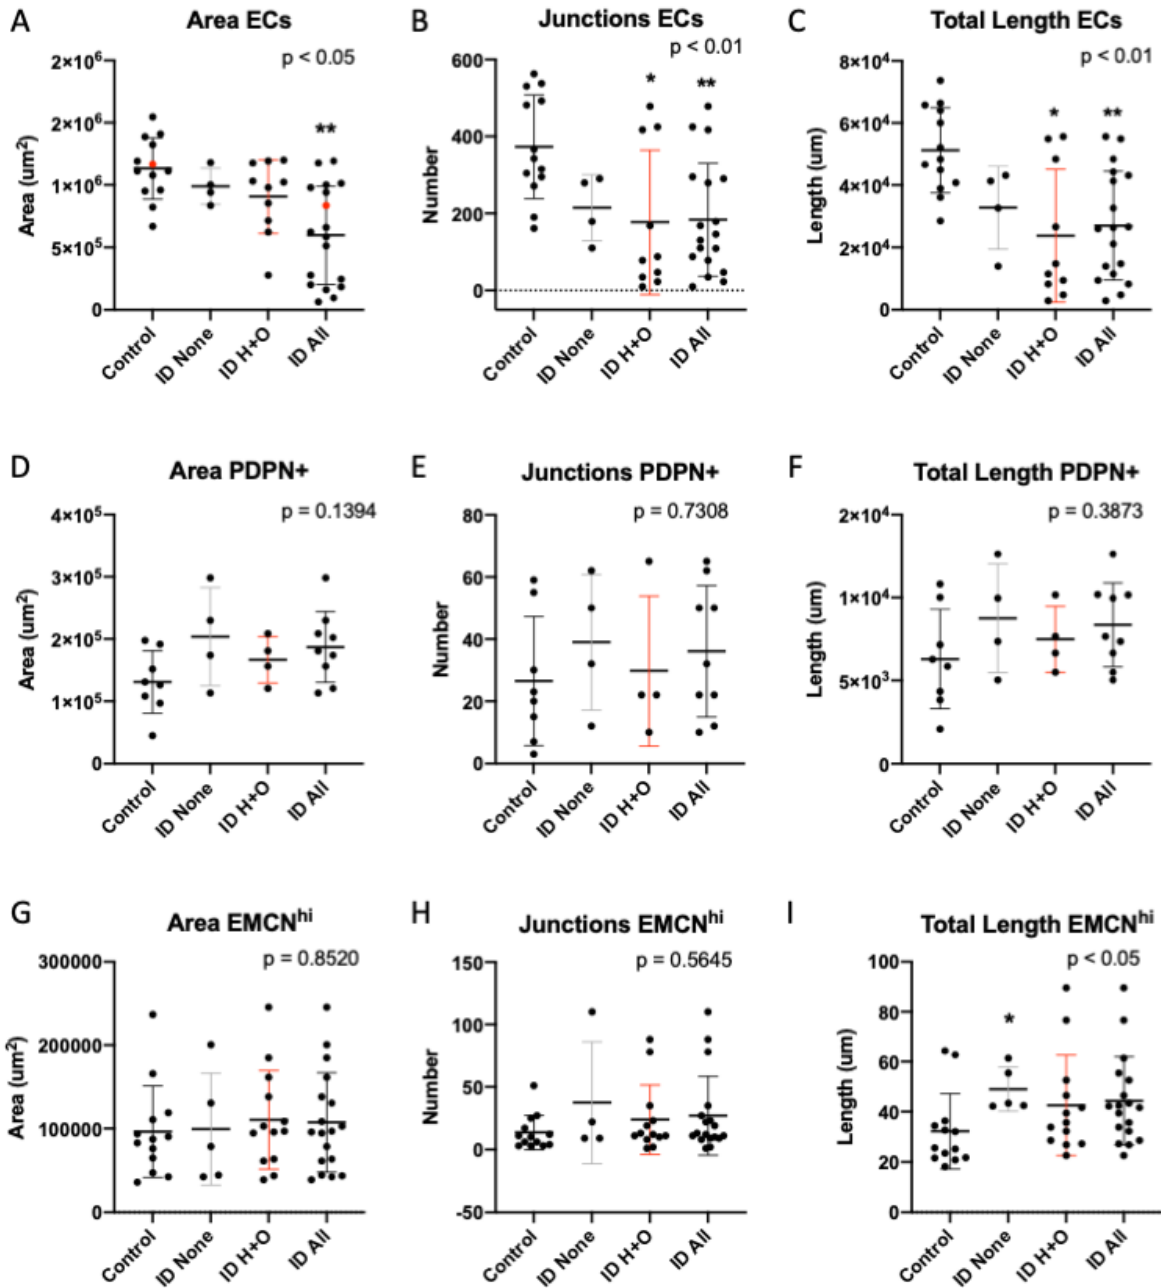 A
Area ECs
p < 0.05
2×10⁶
2×10⁶
1×10⁶
5×10⁵
0
Area (um²)
**
Control
ID None
ID H+O
ID All
B
Junctions ECs
p < 0.01
600
400
200
0
Number
*
**
Control
ID None
ID H+O
ID All
C
Total Length ECs
p < 0.01
8×10⁴
6×10⁴
4×10⁴
2×10⁴
0
Length (um)
*
**
Control
ID None
ID H+O
ID All
D
Area PDPN+
p = 0.1394
4×10⁵
3×10⁵
2×10⁵
1×10⁵
0
Area (um²)
Control
ID None
ID H+O
ID All
E
Junctions PDPN+
p = 0.7308
80
60
40
20
0
Number
Control
ID None
ID H+O
ID All
F
Total Length PDPN+
p = 0.3873
2×10⁴
1×10⁴
5×10³
0
Length (um)
Control
ID None
ID H+O
ID All
G
Area EMCNʰⁱ
p = 0.8520
300000
200000
100000
0
Area (um²)
Control
ID None
ID H+O
ID All
H
Junctions EMCNʰⁱ
p = 0.5645
150
100
50
0
-50
Number
Control
ID None
ID H+O
ID All
I
Total Length EMCNʰⁱ
p < 0.05
100
80
60
40
20
0
Length (um)
*
Control
ID None
ID H+O
ID All